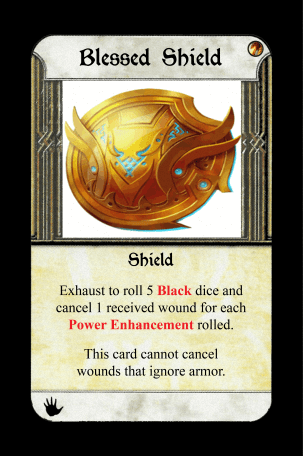 Blessed Shield
Shield
Exhaust to roll 5 Black dice and
cancel 1 received wound for each
Power Enhancement rolled.
This card cannot cancel
wounds that ignore armor.